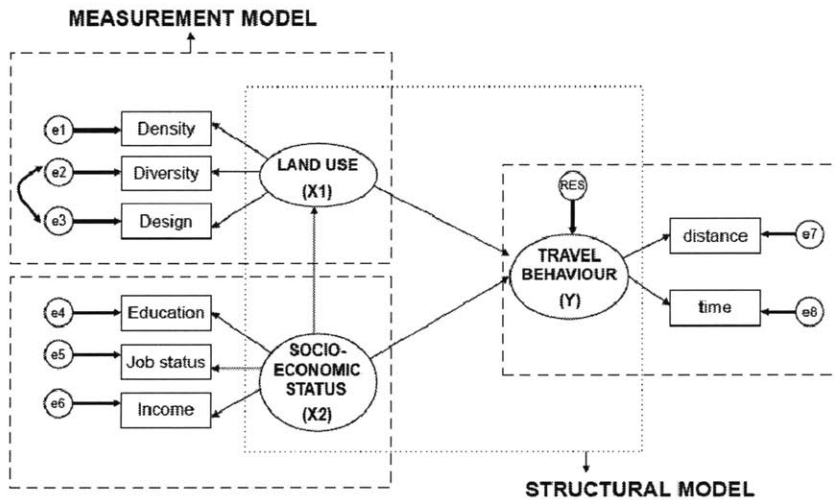 MEASUREMENT MODEL
e1
Density
e2
Diversity
e3
Design
LAND USE
(X1)
RES
TRAVEL
BEHAVIOUR
(Y)
distance
e7
time
e8
e4
Education
e5
Job status
e6
Income
SOCIO-
ECONOMIC
STATUS
(X2)
STRUCTURAL MODEL